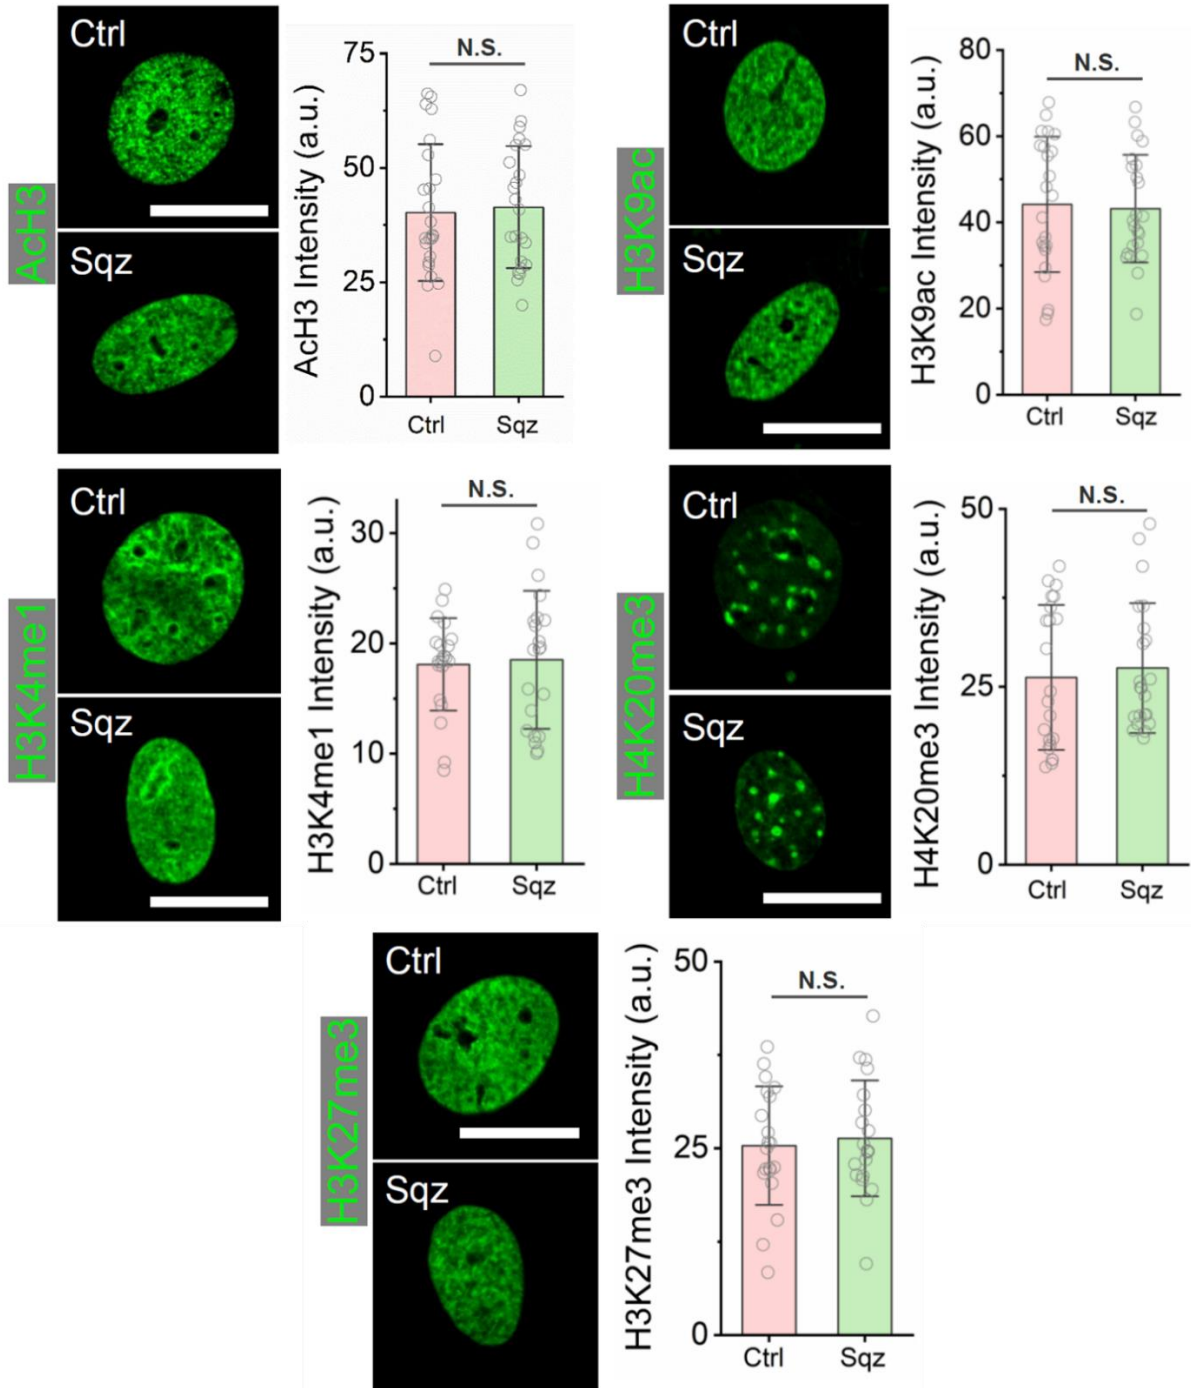 AcH3
Ctrl
Sqz
AcH3 Intensity (a.u.)
75
50
25
0
N.S.
Ctrl Sqz
H3K9ac
Ctrl
Sqz
H3K9ac Intensity (a.u.)
80
60
40
20
0
N.S.
Ctrl Sqz
H3K4me1
Ctrl
Sqz
H3K4me1 Intensity (a.u.)
30
20
10
0
N.S.
Ctrl Sqz
H4K20me3
Ctrl
Sqz
H4K20me3 Intensity (a.u.)
50
25
0
N.S.
Ctrl Sqz
H3K27me3
Ctrl
Sqz
H3K27me3 Intensity (a.u.)
50
25
0
N.S.
Ctrl Sqz